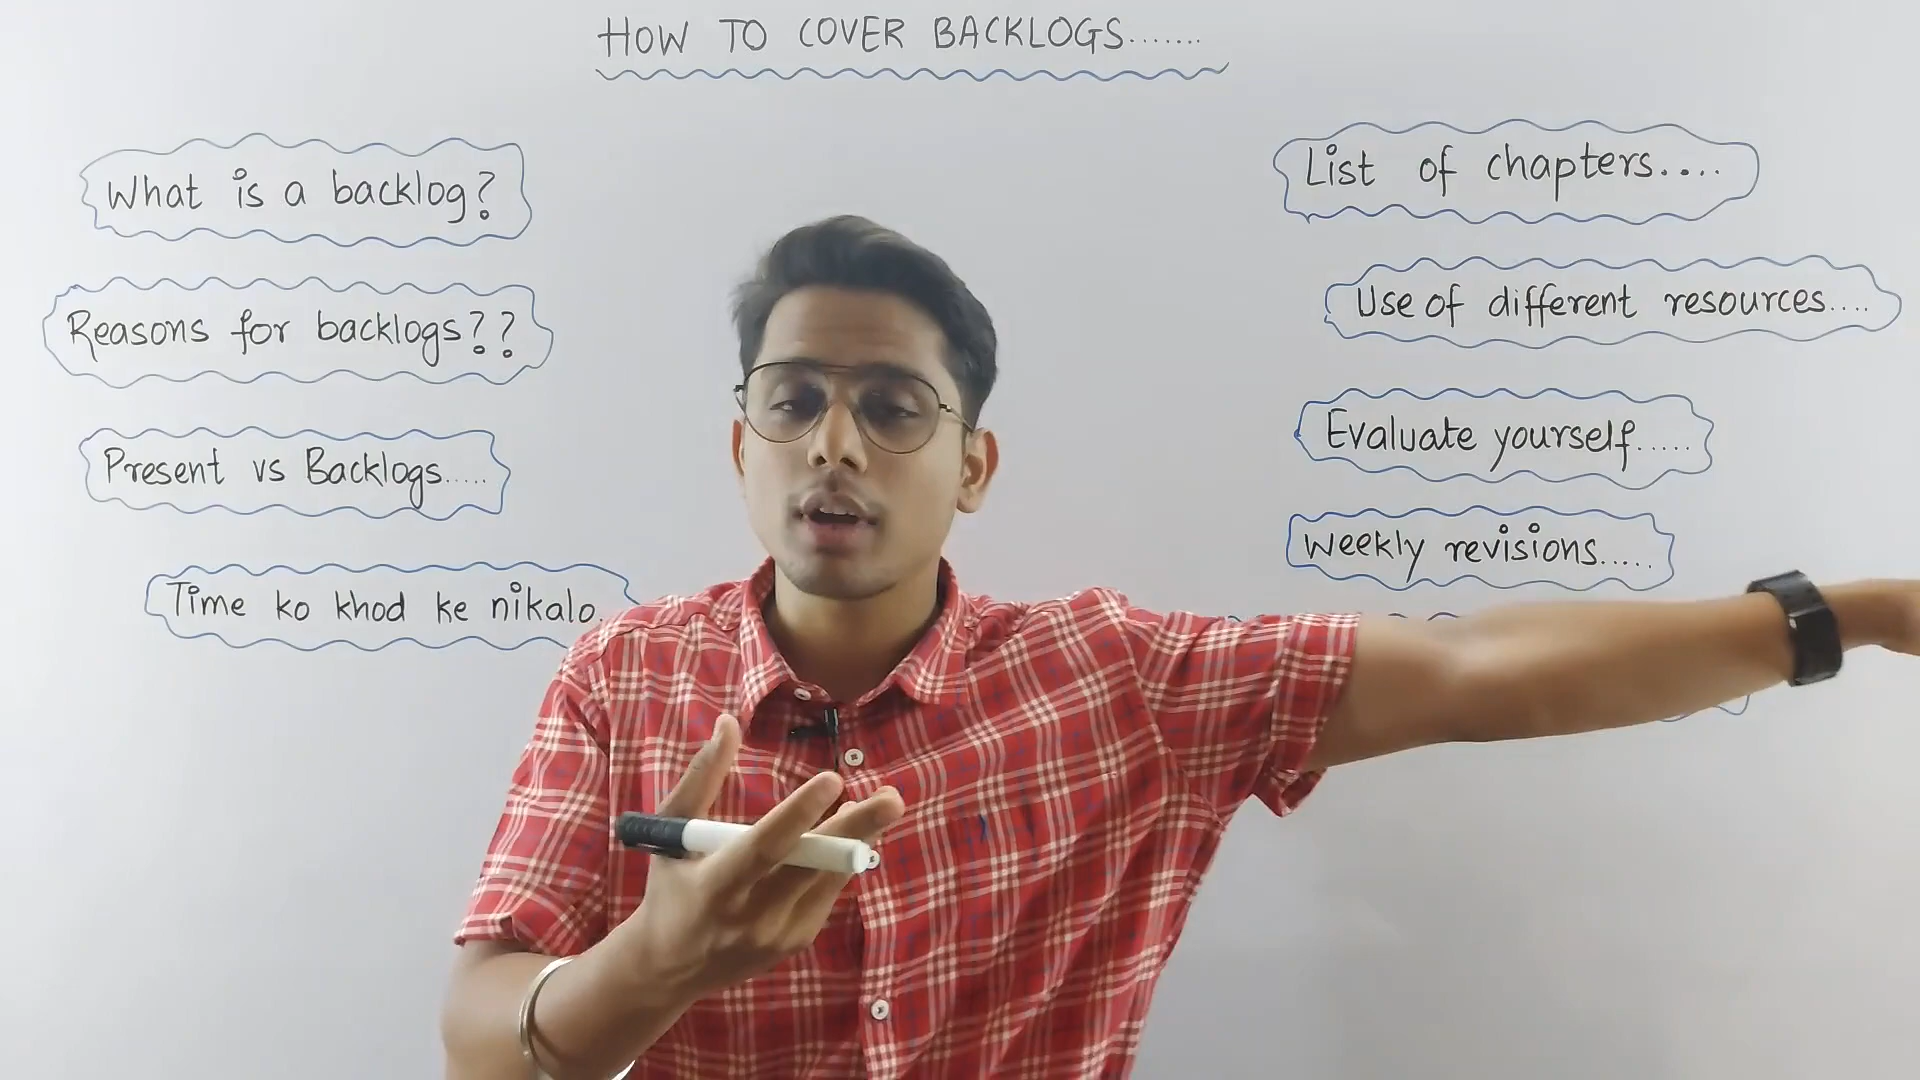 HOW TO COVER BACKLOGS.......
What is a backlog?
Reasons for backlogs??
Present vs Backlogs.....
Time ko khod ke nikalo.
List of chapters....
Use of different resources....
Evaluate yourself.....
Weekly revisions.....